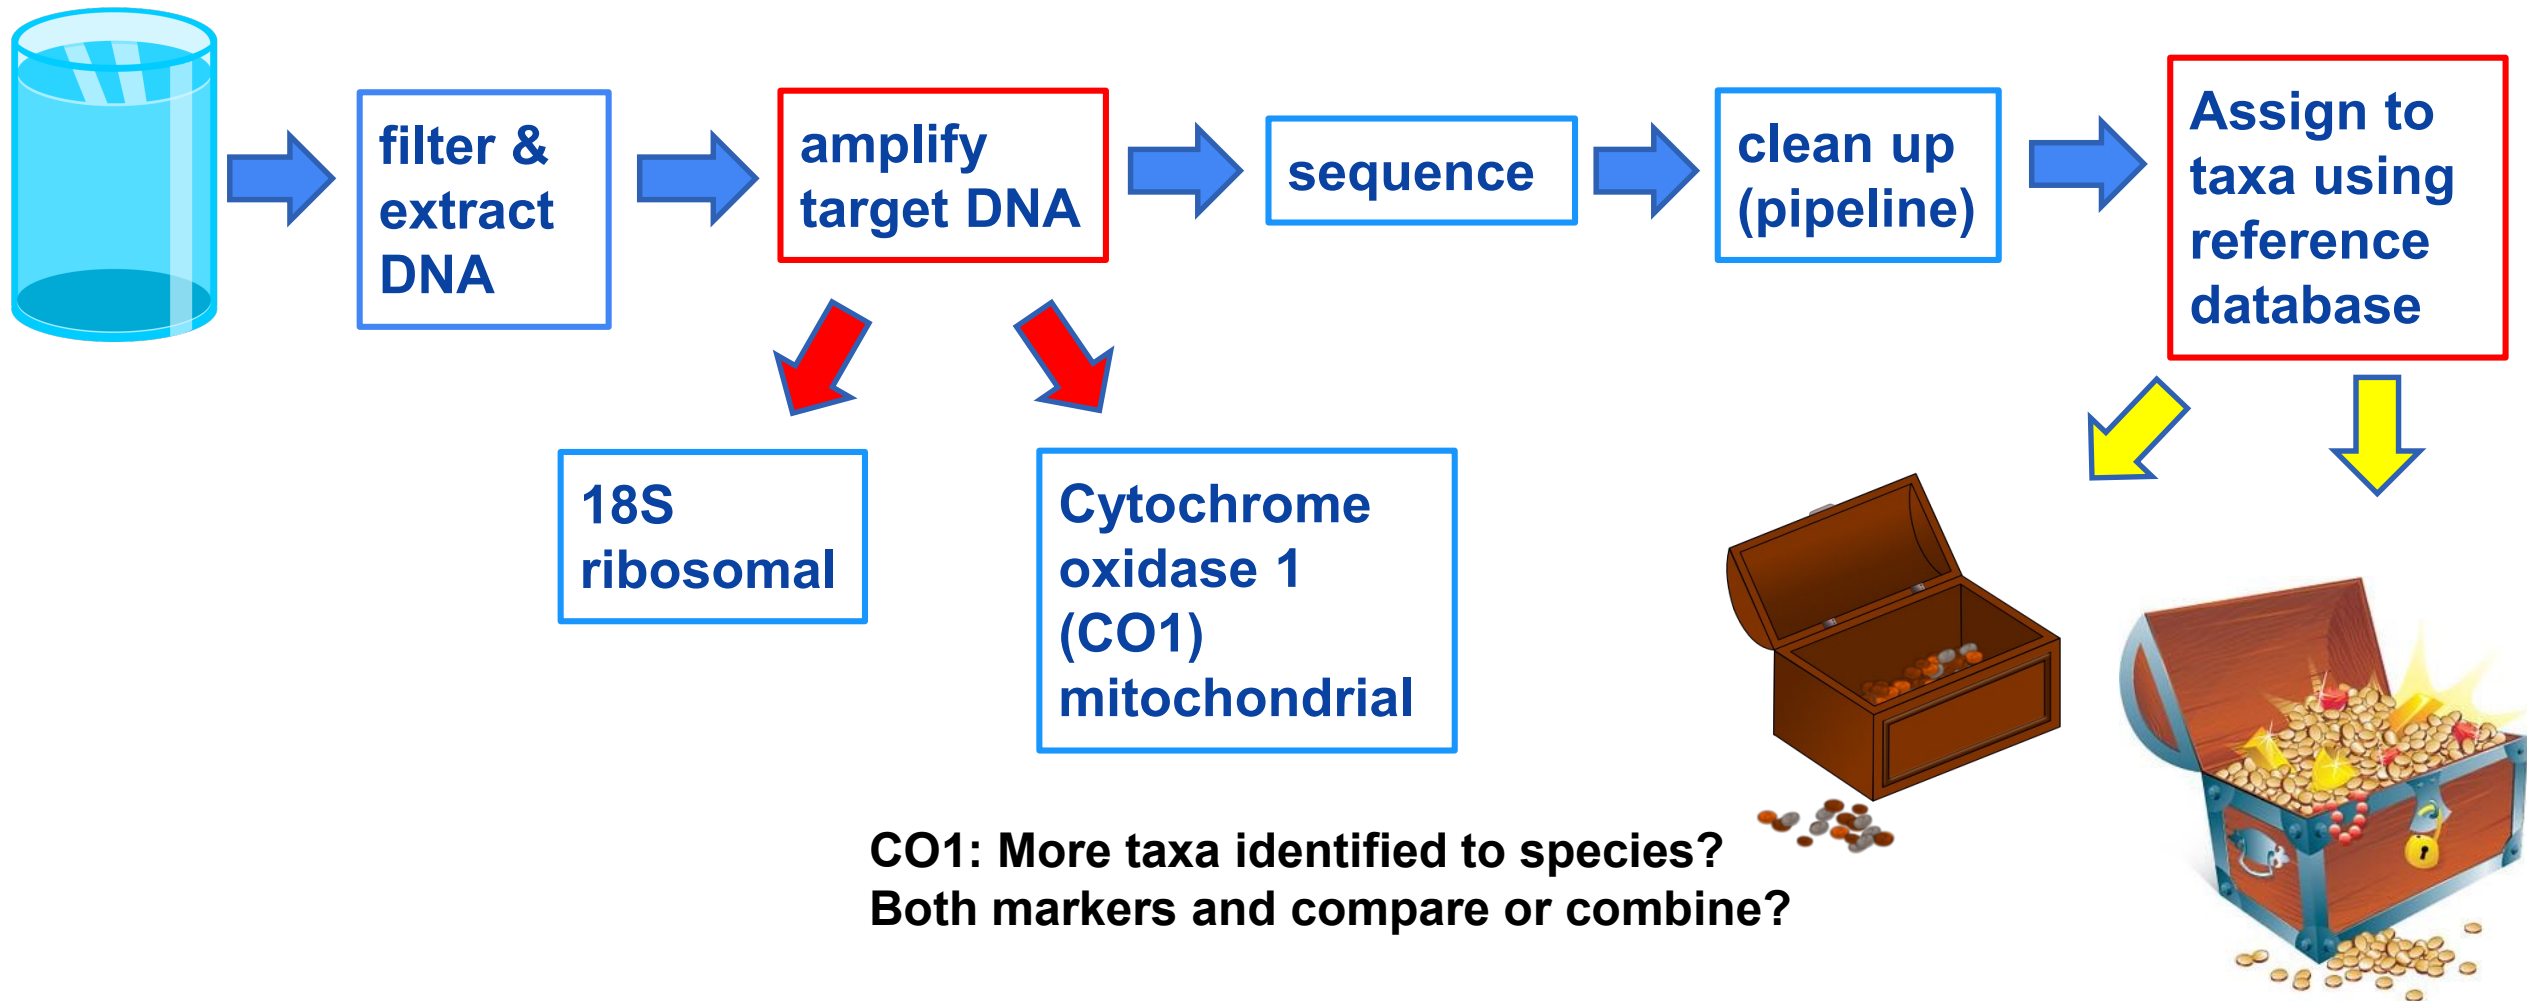 filter &
extract
DNA
amplify
target DNA
sequence
clean up
(pipeline)
Assign to
taxa using
reference
database
18S
ribosomal
Cytochrome
oxidase 1
(CO1)
mitochondrial
CO1: More taxa identified to species?
Both markers and compare or combine?